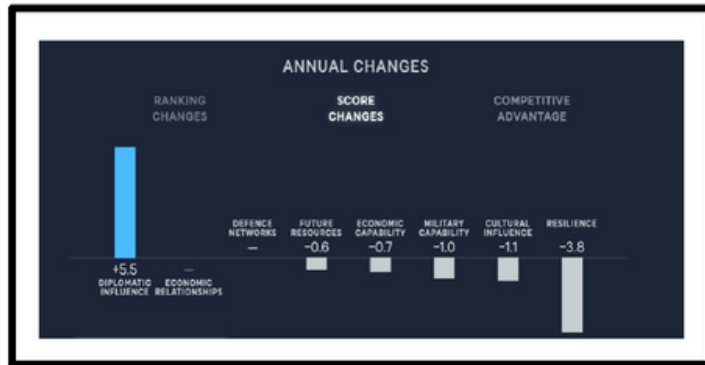 ANNUAL CHANGES
RANKING
CHANGES
SCORE
CHANGES
COMPETITIVE
ADVANTAGE
DEFENCE
NETWORKS
—
FUTURE
RESOURCES
-0.6
ECONOMIC
CAPABILITY
-0.7
MILITARY
CAPABILITY
-1.0
CULTURAL
INFLUENCE
-1.1
RESILIENCE
-3.8
+5.5
DIPLOMATIC
INFLUENCE
—
ECONOMIC
RELATIONSHIPS